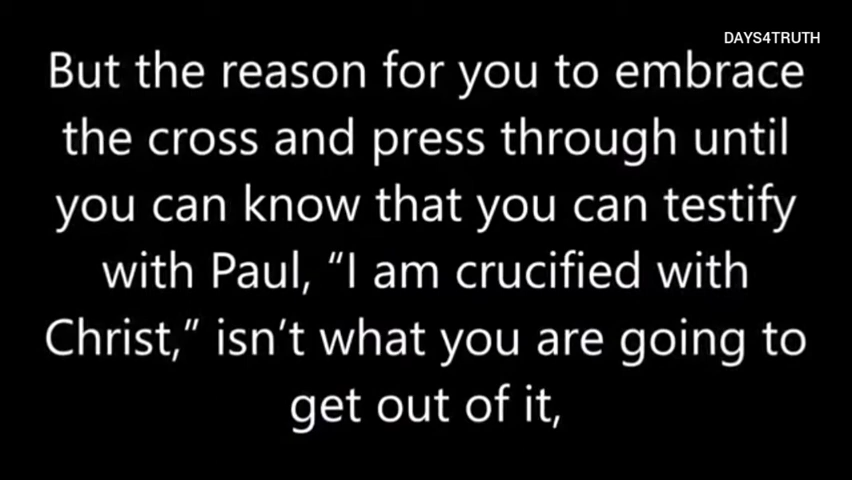 DAYS4TRUTH
But the reason for you to embrace
the cross and press through until
you can know that you can testify
with Paul, “I am crucified with
Christ,” isn’t what you are going to
get out of it,